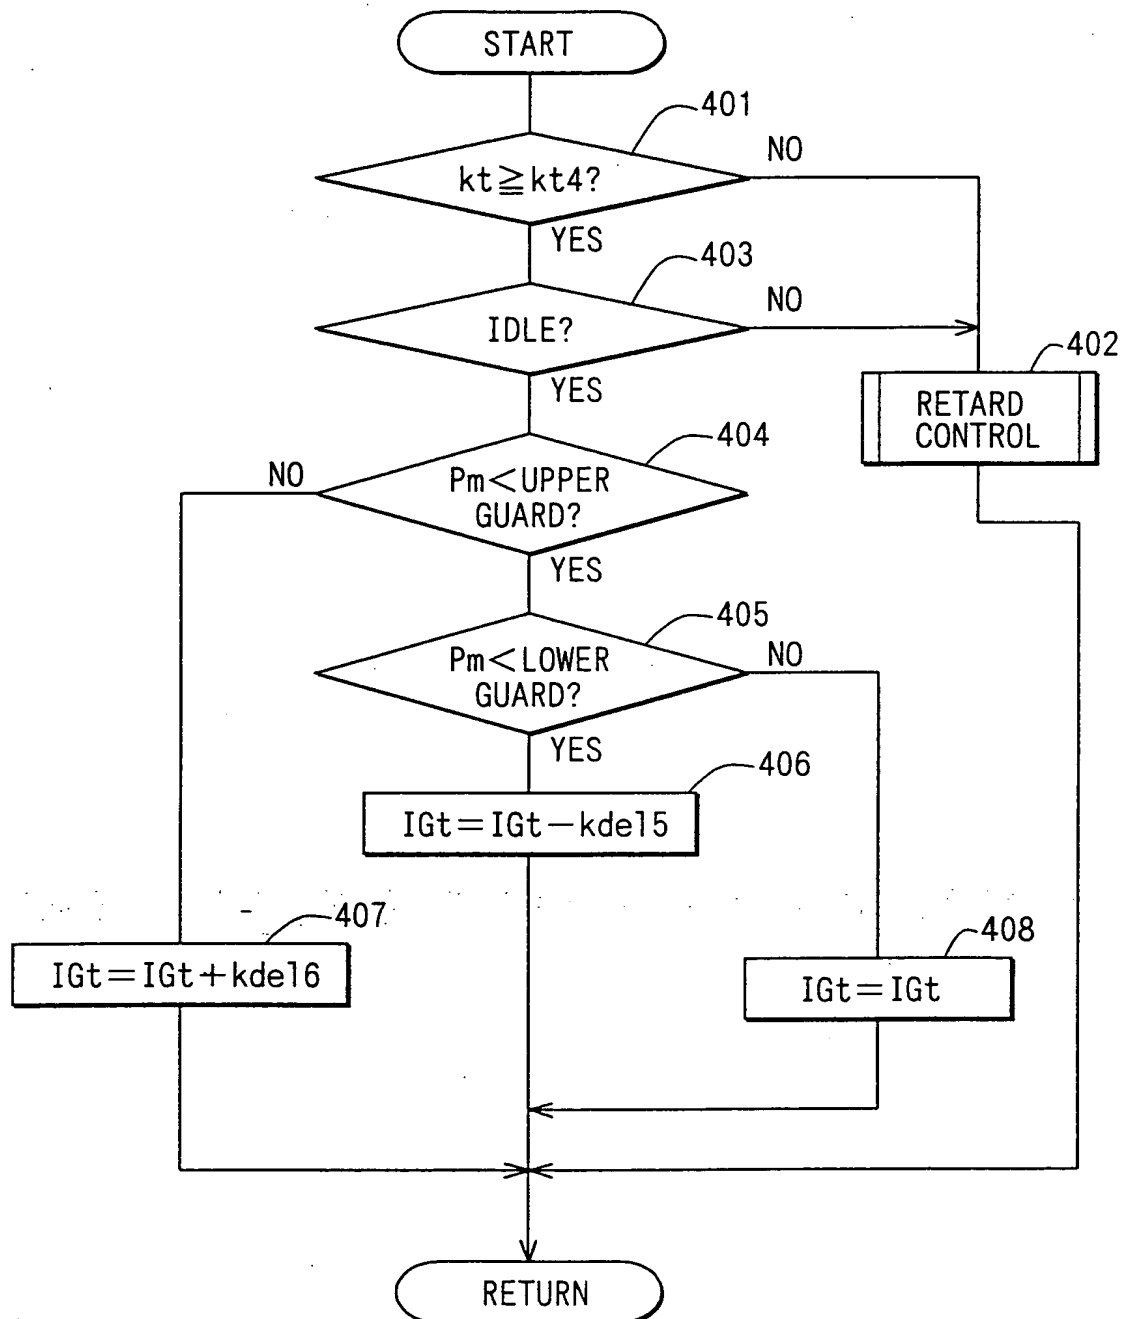 START
401
kt≧kt4?
NO
YES
403
IDLE?
NO
YES
402
RETARD
CONTROL
404
Pm<UPPER
GUARD?
NO
YES
405
Pm<LOWER
GUARD?
NO
YES
406
IGt=IGt-kdel5
407
IGt=IGt+kdel6
408
IGt=IGt
RETURN